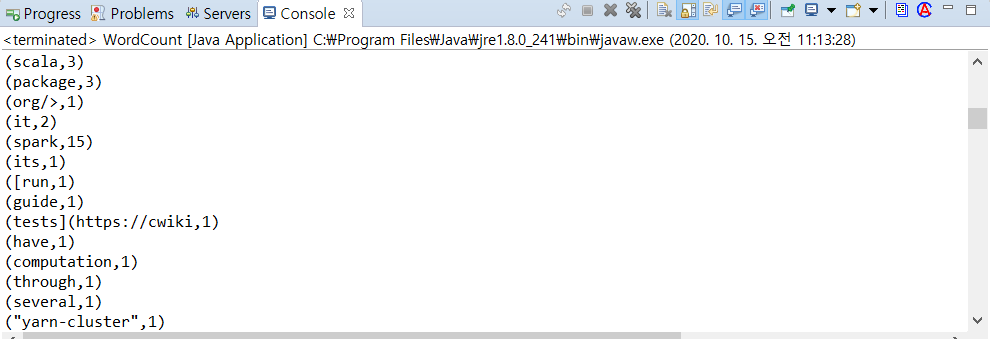 Progress Problems Servers Console
<terminated> WordCount [Java Application] C:₩Program Files₩Java₩jre1.8.0_241₩bin₩javaw.exe (2020. 10. 15. 오전 11:13:28)
(scala,3)
(package,3)
(org/>,1)
(it,2)
(spark,15)
(its,1)
([run,1)
(guide,1)
(tests](https://cwiki,1)
(have,1)
(computation,1)
(through,1)
(several,1)
("yarn-cluster",1)